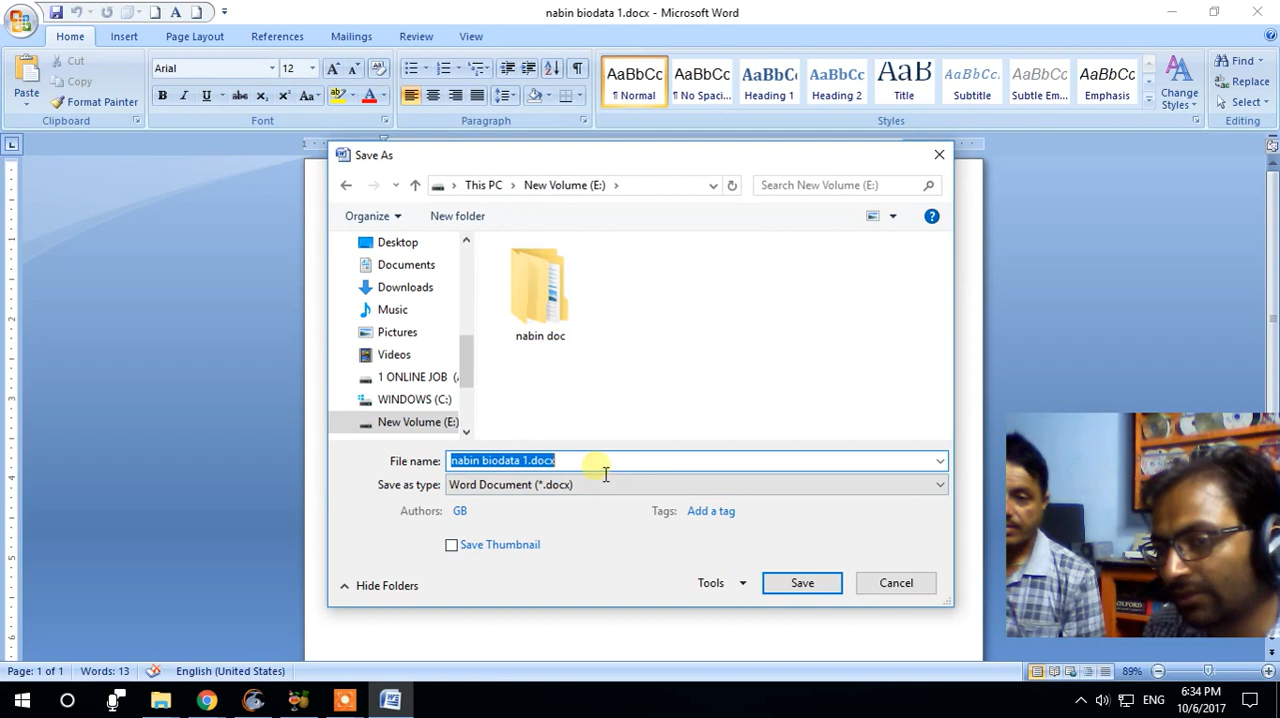 nabin biodata 1.docx - Microsoft Word
Home Insert Page Layout References Mailings Review View
Paste
Cut
Copy
Format Painter
Clipboard
Arial 12
Font
Paragraph
AaBbCc AaBbCc AaBbC AaBbCc AaB AaBbCc AaBbCc AaBbCc
¶ Normal ¶ No Spaci... Heading 1 Heading 2 Title Subtitle Subtle Em... Emphasis
Change
Styles
Styles
Find
Replace
Select
Editing
Save As
This PC > New Volume (E:) >
Search New Volume (E:)
Organize New folder
Desktop
Documents
Downloads
Music
Pictures
Videos
1 ONLINE JOB (
WINDOWS (C:)
New Volume (E:)
nabin doc
File name: nabin biodata 1.docx
Save as type: Word Document (*.docx)
Authors: GB Tags: Add a tag
Save Thumbnail
Hide Folders Tools Save Cancel
Page: 1 of 1 Words: 13 English (United States) 89%
ENG 6:34 PM
10/6/2017